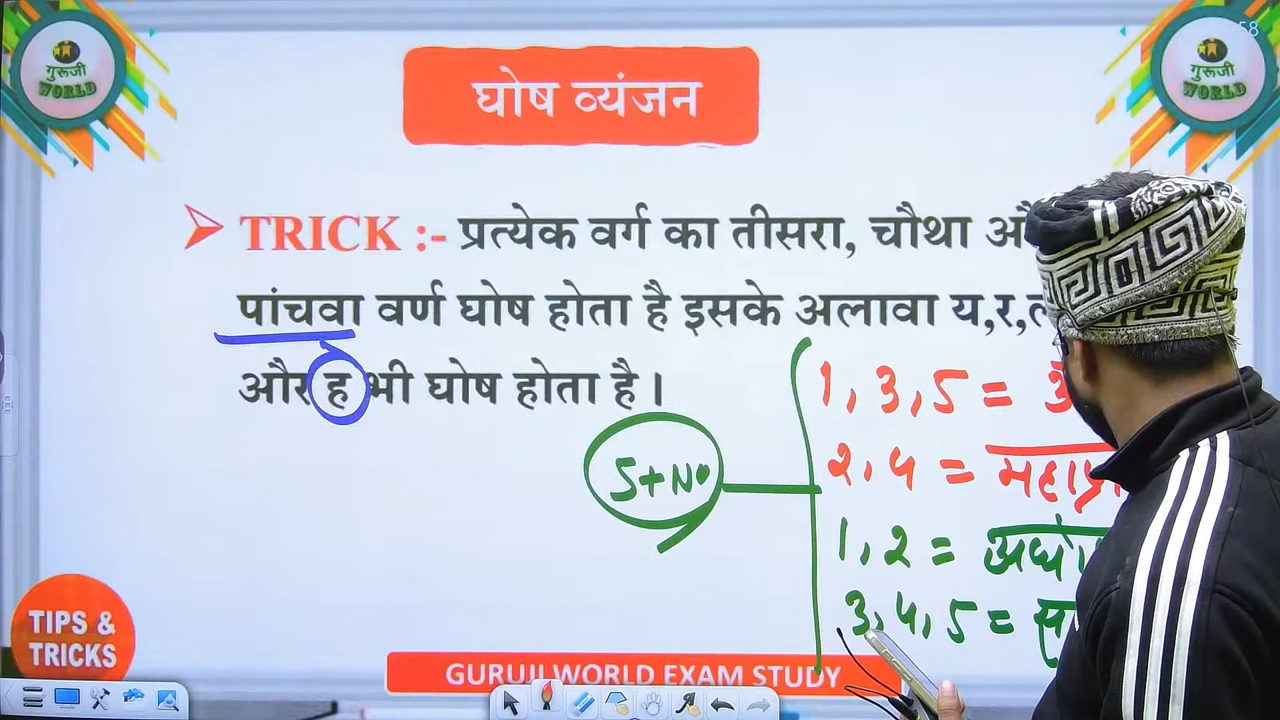 58
गुरूजी
WORLD
गुरूजी
WORLD
घोष व्यंजन
TRICK :- प्रत्येक वर्ग का तीसरा, चौथा
पांचवा वर्ण घोष होता है इसके अलावा य,र,
और ह भी घोष होता है।
1, 3, 5 =
S+No
2, 4 =
1, 2 =
3, 4, 5 =
TIPS &
TRICKS
GURUJI WORLD EXAM STUDY